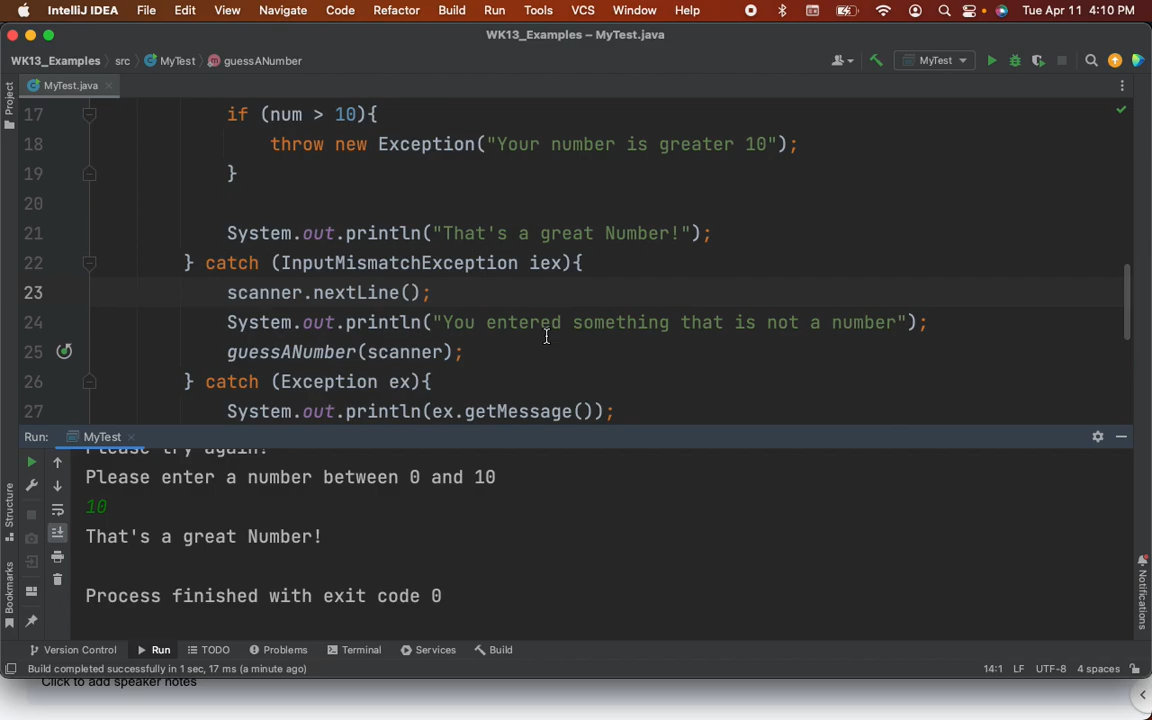 IntelliJ IDEA File Edit View Navigate Code Refactor Build Run Tools VCS Window Help Tue Apr 11 4:10 PM
WK13_Examples – MyTest.java
WK13_Examples src MyTest guessANumber MyTest
Project MyTest.java
17 if (num > 10){
18 throw new Exception("Your number is greater 10");
19 }
20
21 System.out.println("That's a great Number!");
22 } catch (InputMismatchException iex){
23 scanner.nextLine();
24 System.out.println("You entered something that is not a number");
25 guessANumber(scanner);
26 } catch (Exception ex){
27 System.out.println(ex.getMessage());
Run: MyTest
Please try again!
Please enter a number between 0 and 10
10
That's a great Number!
Process finished with exit code 0
Structure
Bookmarks
Notifications
Version Control Run TODO Problems Terminal Services Build
Build completed successfully in 1 sec, 17 ms (a minute ago) 14:1 LF UTF-8 4 spaces
Click to add speaker notes